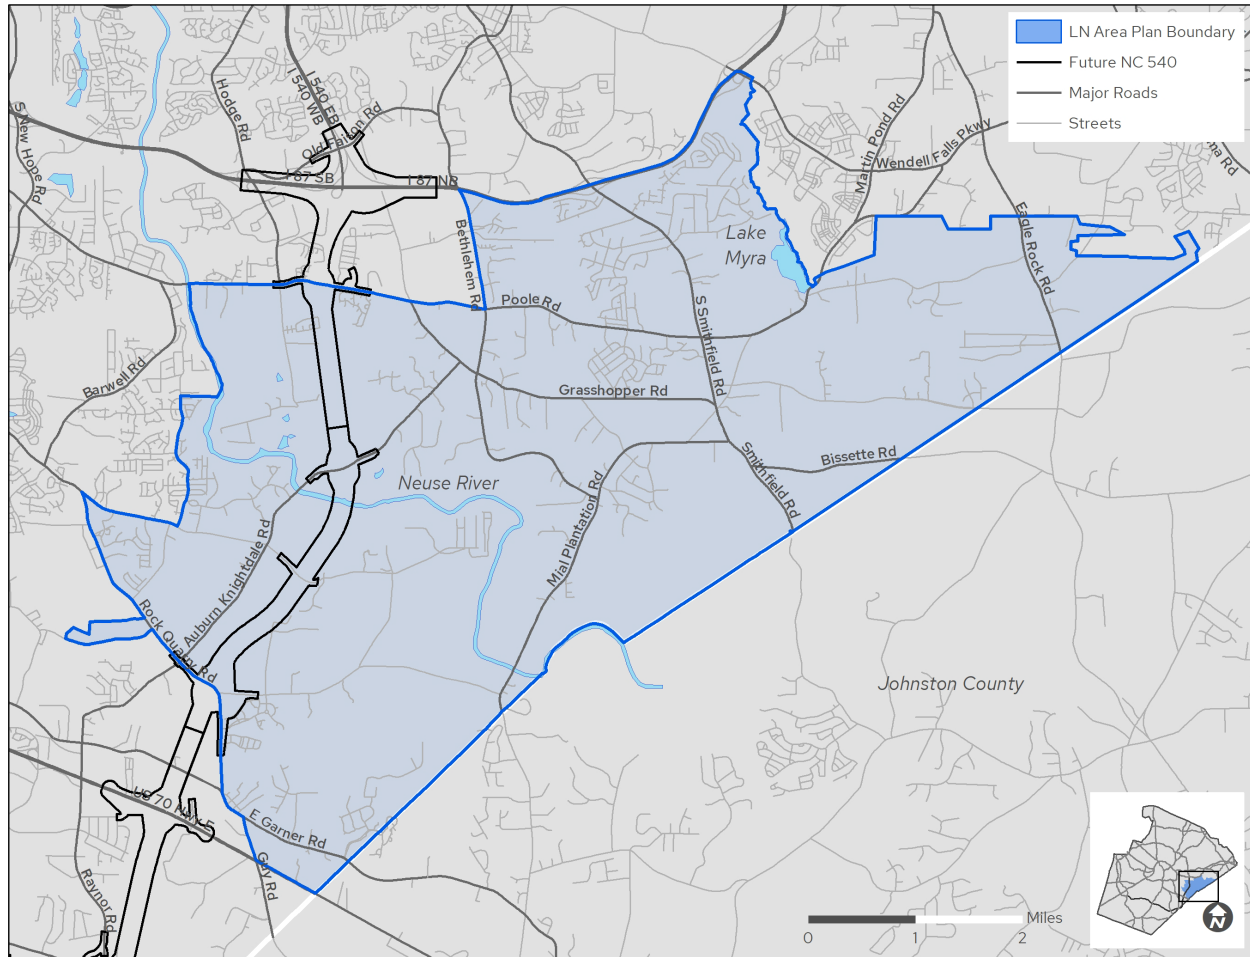 LN Area Plan Boundary
Future NC 540
Major Roads
Streets
S New Hope Rd
Hodge Rd
I 540 WB
I 540 EB
Old Faison Rd
I 87 SB
I 87 NB
Martin Pond Rd
Wendell Falls Pkwy
ma Rd
Bethlehem Rd
Lake
Myra
Eagle Rock Rd
Poole Rd
S Smithfield Rd
Barwell Rd
Grasshopper Rd
Smithfield Rd
Bissette Rd
Neuse River
Mial Plantation Rd
Auburn Knightdale Rd
Rock Quarry Rd
Johnston County
US 70 Hwy E
E Garner Rd
Guy Rd
Raynor Rd
Miles
0 1 2
N